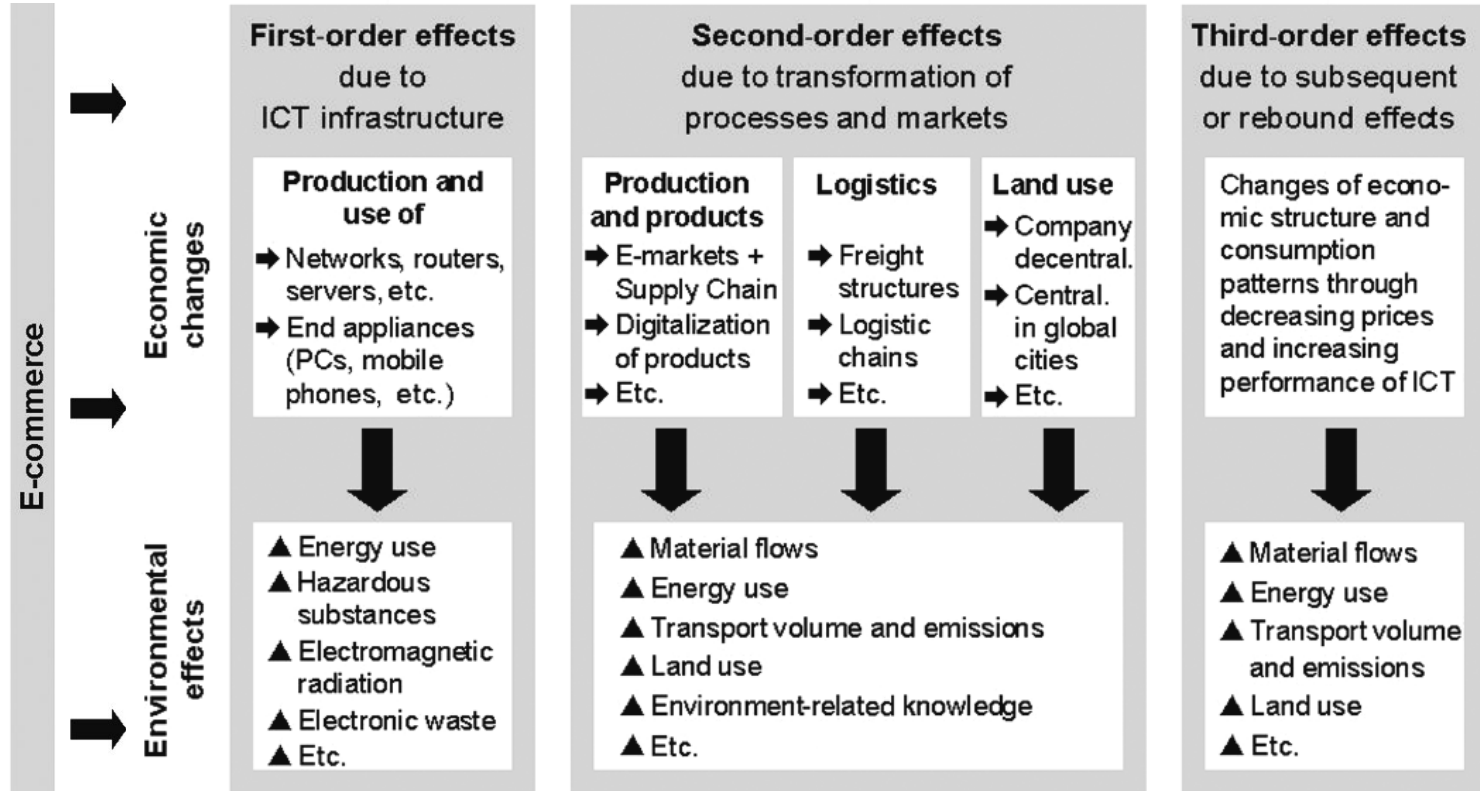 E-commerce
Economic
changes
Environmental
effects
First-order effects
due to
ICT infrastructure
Production and
use of
Networks, routers,
servers, etc.
End appliances
(PCs, mobile
phones, etc.)
Energy use
Hazardous
substances
Electromagnetic
radiation
Electronic waste
Etc.
Second-order effects
due to transformation of
processes and markets
Production
and products
E-markets +
Supply Chain
Digitalization
of products
Etc.
Logistics
Freight
structures
Logistic
chains
Etc.
Land use
Company
decentral.
Central.
in global
cities
Etc.
Material flows
Energy use
Transport volume and emissions
Land use
Environment-related knowledge
Etc.
Third-order effects
due to subsequent
or rebound effects
Changes of econo-
mic structure and
consumption
patterns through
decreasing prices
and increasing
performance of ICT
Material flows
Energy use
Transport volume
and emissions
Land use
Etc.